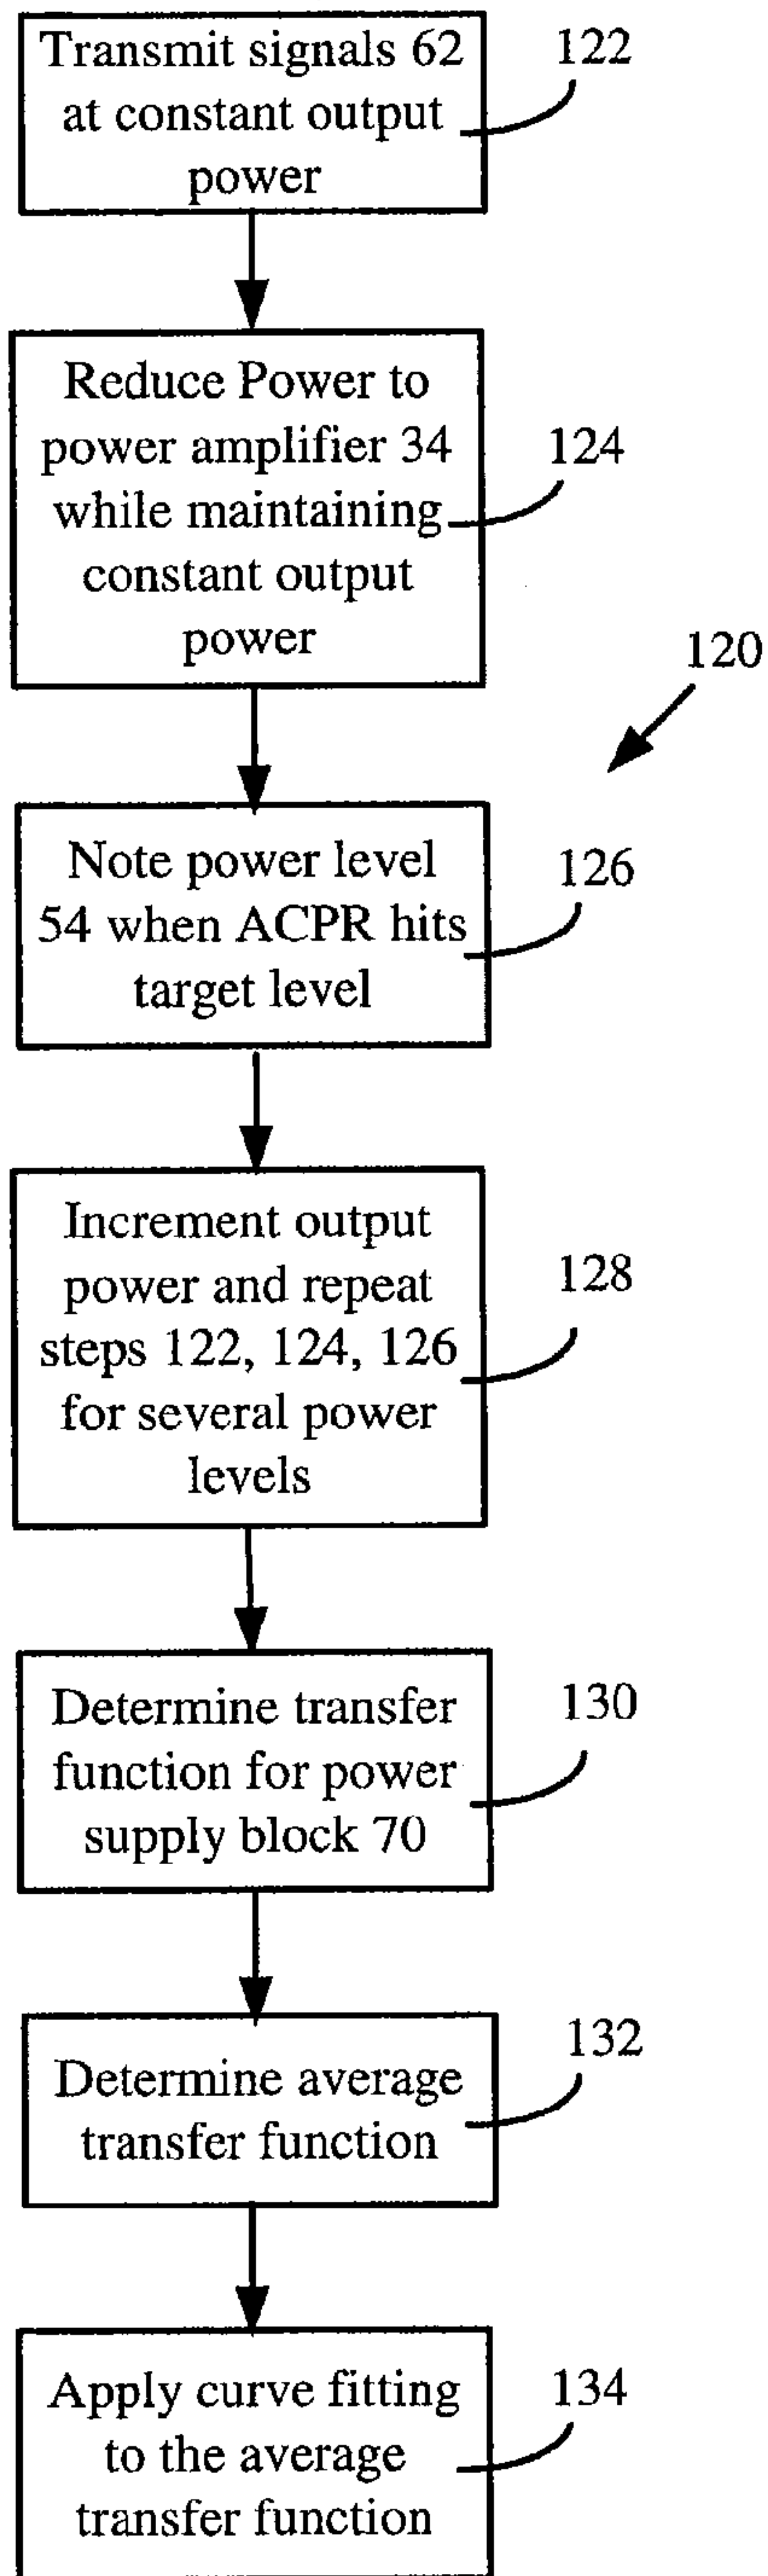 Transmit signals 62
at constant output
power
122
Reduce Power to
power amplifier 34
while maintaining
constant output
power
124
120
Note power level
54 when ACPR hits
target level
126
Increment output
power and repeat
steps 122, 124, 126
for several power
levels
128
Determine transfer
function for power
supply block 70
130
Determine average
transfer function
132
Apply curve fitting
to the average
transfer function
134